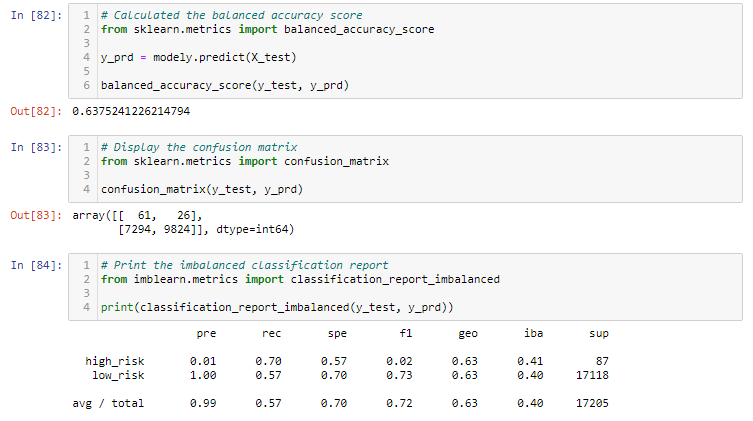 In [82]: 1 # Calculated the balanced accuracy score
2 from sklearn.metrics import balanced_accuracy_score
3
4 y_prd = modely.predict(X_test)
5
6 balanced_accuracy_score(y_test, y_prd)
Out[82]: 0.6375241226214794
In [83]: 1 # Display the confusion matrix
2 from sklearn.metrics import confusion_matrix
3
4 confusion_matrix(y_test, y_prd)
Out[83]: array([[  61,   26],
[7294, 9824]], dtype=int64)
In [84]: 1 # Print the imbalanced classification report
2 from imblearn.metrics import classification_report_imbalanced
3
4 print(classification_report_imbalanced(y_test, y_prd))
pre rec spe f1 geo iba sup
high_risk 0.01 0.70 0.57 0.02 0.63 0.41 87
low_risk 1.00 0.57 0.70 0.73 0.63 0.40 17118
avg / total 0.99 0.57 0.70 0.72 0.63 0.40 17205